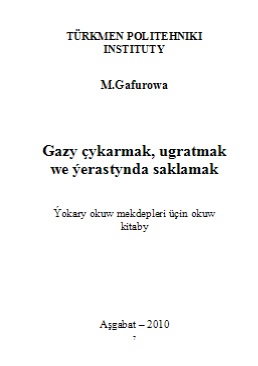 TÜRKMEN POLITEHNIKI
INSTITUTY
M.Gafurowa
Gazy çykarmak, ugratmak
we ýerastynda saklamak
Ýokary okuw mekdepleri üçin okuw
kitaby
Aşgabat – 2010